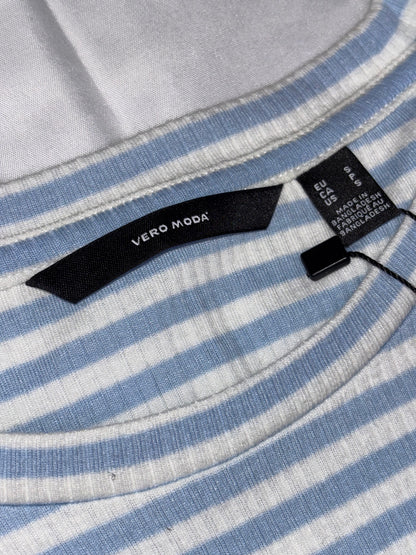 VERO MODA
EU S
CA P
US S
MADE IN
BANGLADESH
FABRIQUÉ AU
BANGLADESH